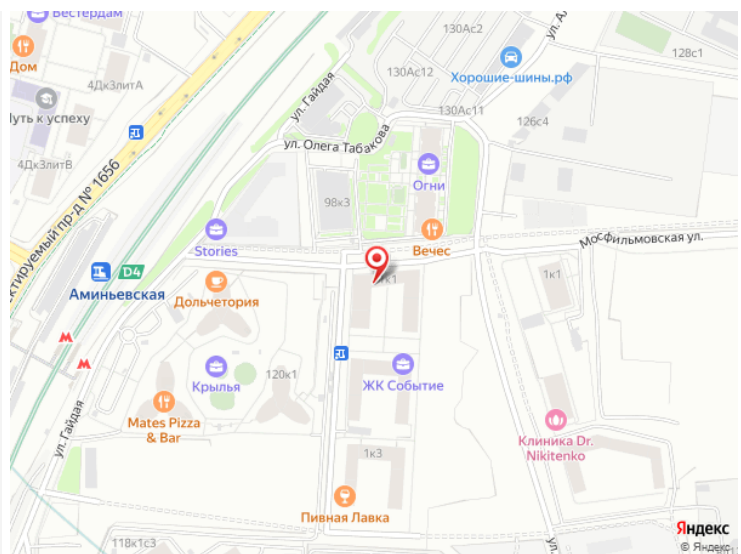 Вестердам
130Ас2
128с1
Дом
4Дк3литА
130Ас12
Хорошие-шины.рф
ул. Гайдая
130Ас11
126с4
Путь к успеху
4Дк3литВ
ул. Олега Табакова
98к3
Огни
пр-д № 1656
Stories
Вечес
Мосфильмовская ул.
D4
Аминьевская
Дольчетория
1к1
120к1
Крылья
ЖК Событие
Mates Pizza
& Bar
ул. Гайдая
Клиника Dr.
Nikitenko
1к3
Пивная Лавка
118к1с3
Яндекс
© Яндекс